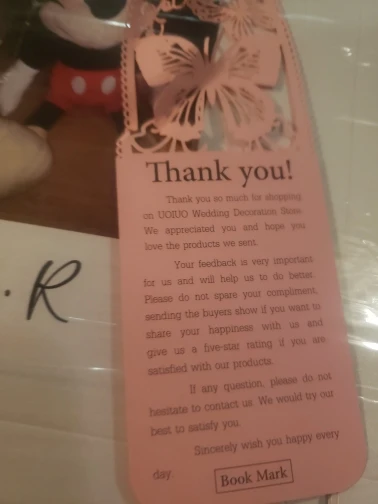 Thank you!
Thank you so much for shopping
on UOIUO Wedding Decoration Store.
We appreciated you and hope you
love the products we sent.
Your feedback is very important
for us and will help us to do better.
Please do not spare your compliment,
sending the buyers show if you want to
share your happiness with us and
give us a five-star rating if you are
satisfied with our products.
If any question, please do not
hesitate to contact us. We would try our
best to satisfy you.
Sincerely wish you happy every
day.
Book Mark
. R